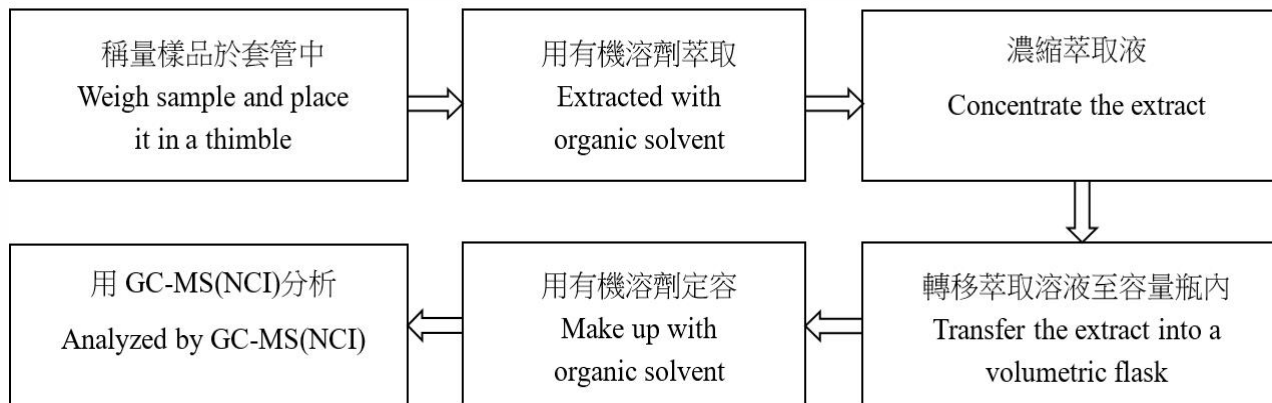 稱量樣品於套管中
Weigh sample and place
it in a thimble
用有機溶劑萃取
Extracted with
organic solvent
濃縮萃取液
Concentrate the extract
轉移萃取溶液至容量瓶內
Transfer the extract into a
volumetric flask
用有機溶劑定容
Make up with
organic solvent
用 GC-MS(NCI)分析
Analyzed by GC-MS(NCI)